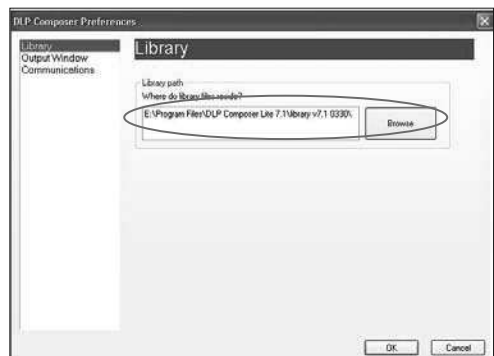 DLP Composer Preferences
Library
Output Window
Communications
Library
Library path
Where do library files reside?
E:\Program Files\DLP Composer Lite 7.1\library v7.1 0330\
Browse
OK
Cancel